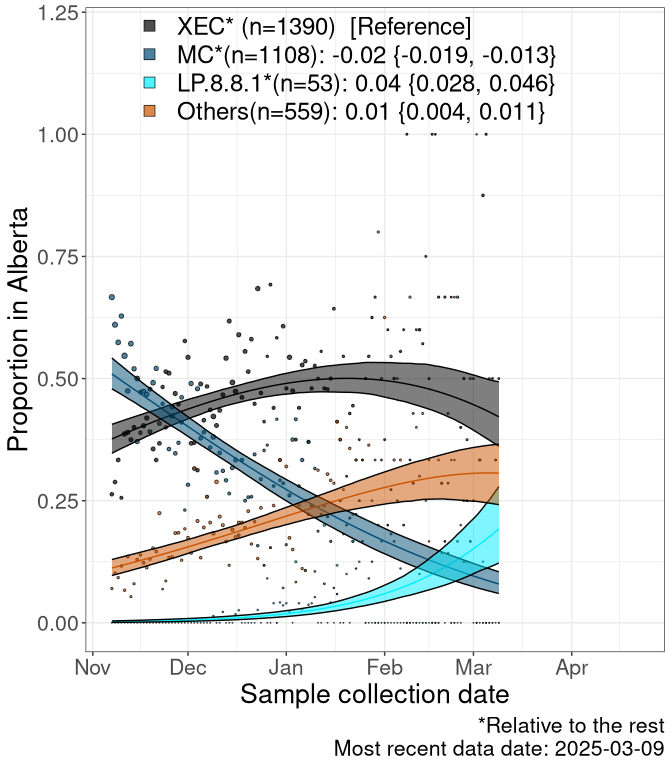 1.25
XEC* (n=1390)  [Reference]
MC*(n=1108): -0.02 {-0.019, -0.013}
LP.8.8.1*(n=53): 0.04 {0.028, 0.046}
Others(n=559): 0.01 {0.004, 0.011}
1.00
0.75
0.50
0.25
0.00
Proportion in Alberta
Nov Dec Jan Feb Mar Apr
Sample collection date
*Relative to the rest
Most recent data date: 2025-03-09